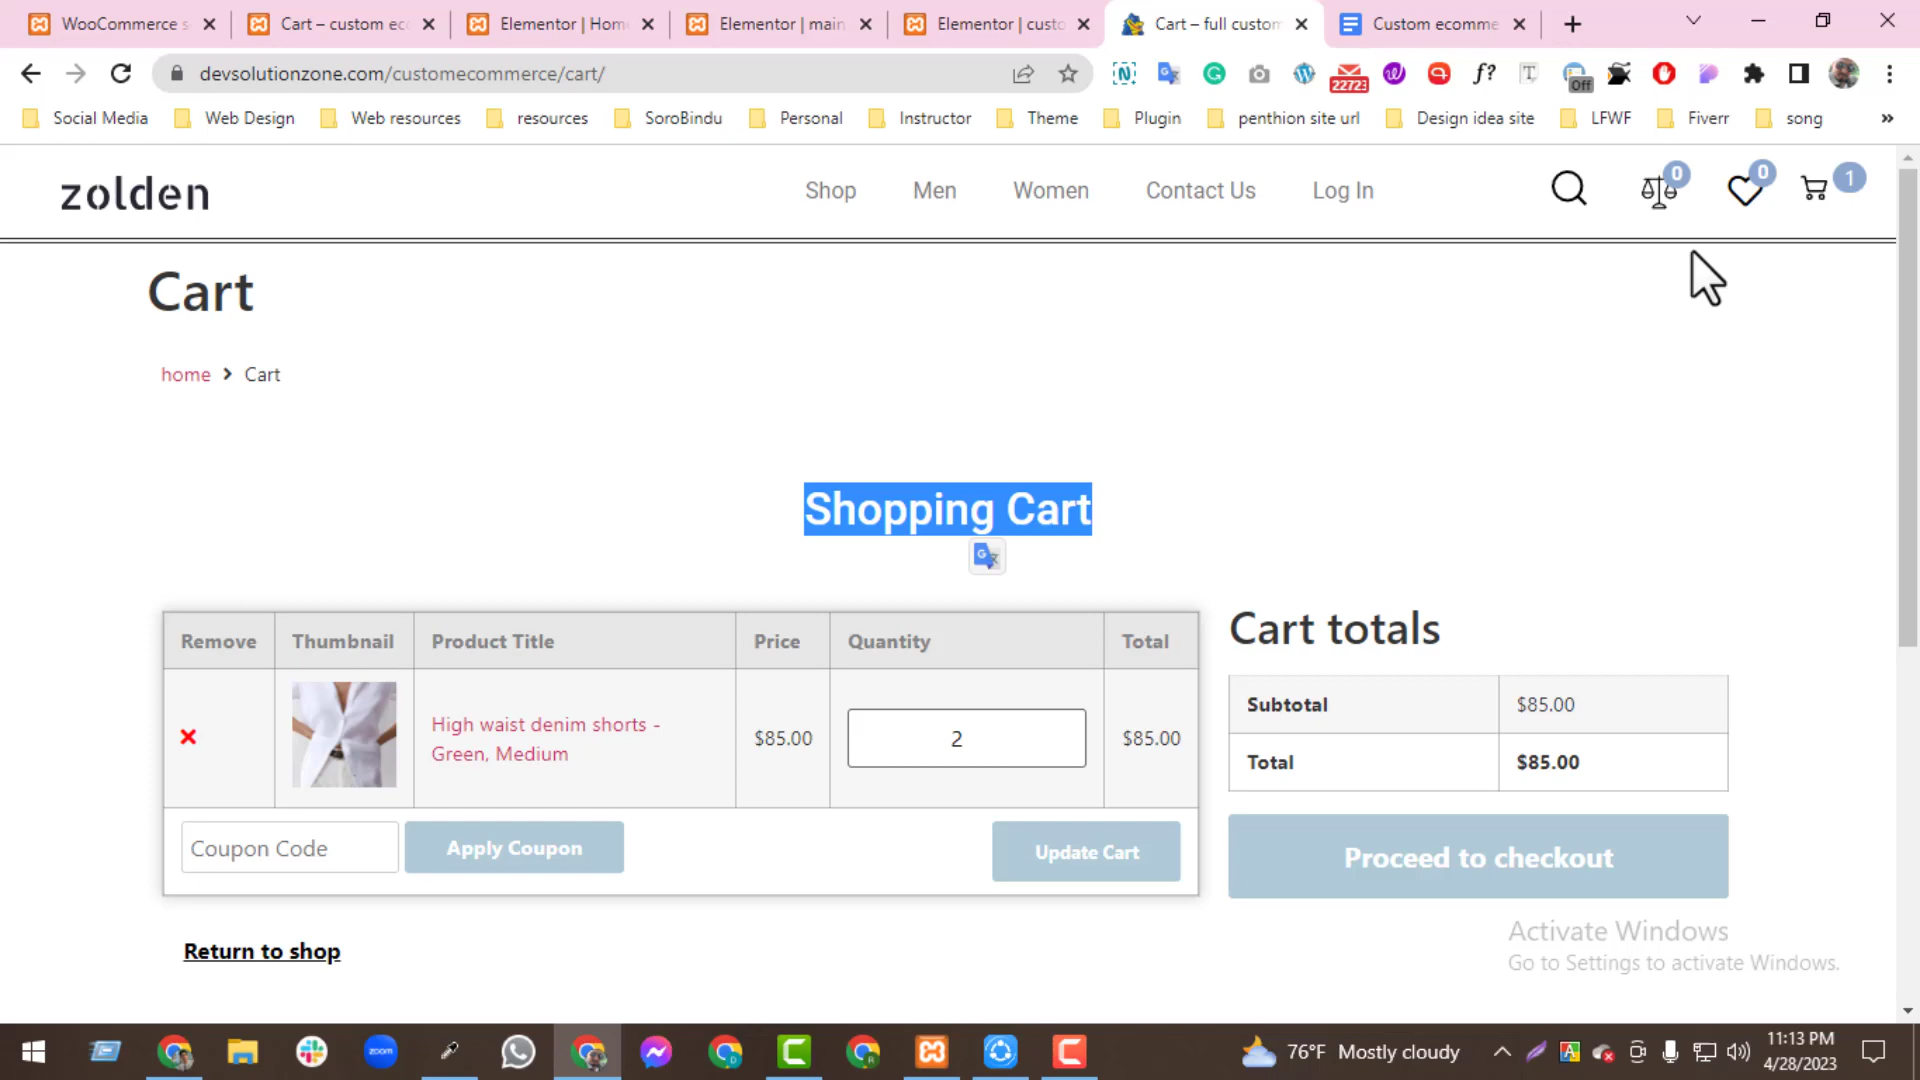 WooCommerce s
Cart – custom eco
Elementor | Hom
Elementor | main
Elementor | custo
Cart – full custom
Custom ecomme
devsolutionzone.com/customecommerce/cart/
22723
f?
T
Off
Social Media
Web Design
Web resources
resources
SoroBindu
Personal
Instructor
Theme
Plugin
penthion site url
Design idea site
LFWF
Fiverr
song
»
zolden
Shop
Men
Women
Contact Us
Log In
0
0
1
Cart
home > Cart
Shopping Cart
Remove
Thumbnail
Product Title
Price
Quantity
Total
High waist denim shorts -
Green, Medium
$85.00
2
$85.00
Coupon Code
Apply Coupon
Update Cart
Cart totals
Subtotal
$85.00
Total
$85.00
Proceed to checkout
Return to shop
Activate Windows
Go to Settings to activate Windows.
zoom
76°F Mostly cloudy
11:13 PM
4/28/2023